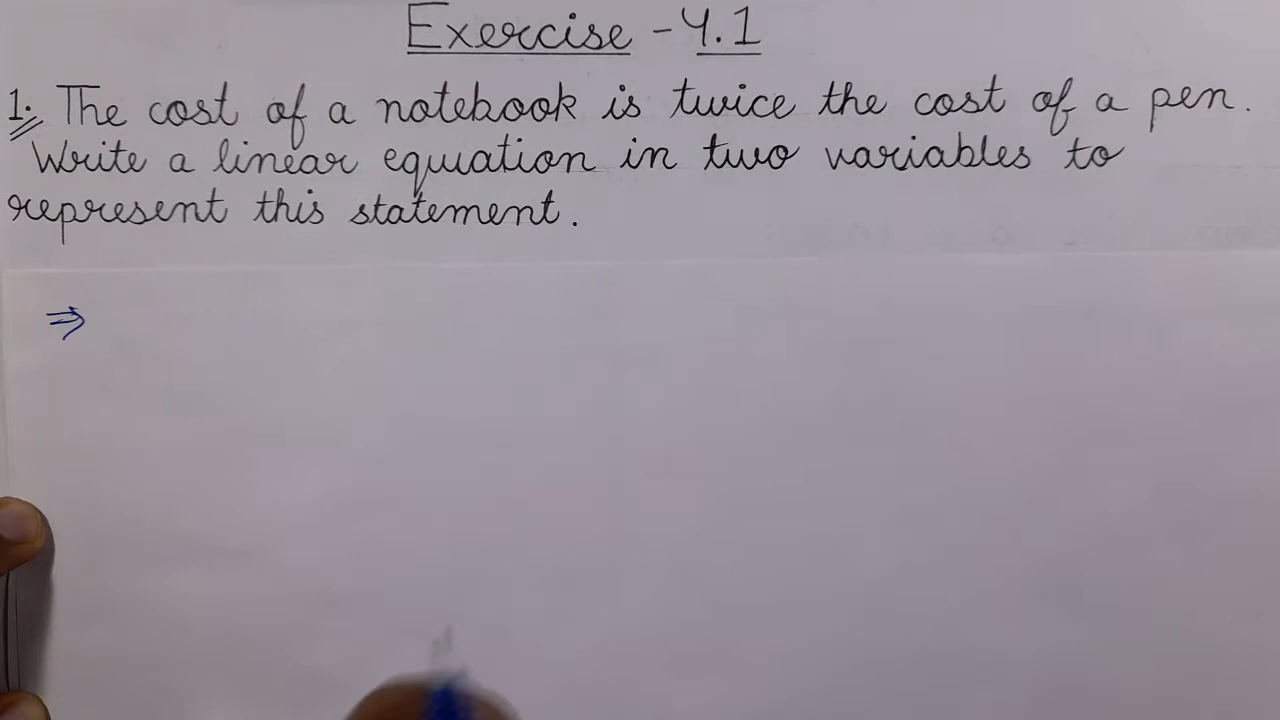 Exercise - 4.1
1. The cost of a notebook is twice the cost of a pen.
Write a linear equation in two variables to
represent this statement.
⇒